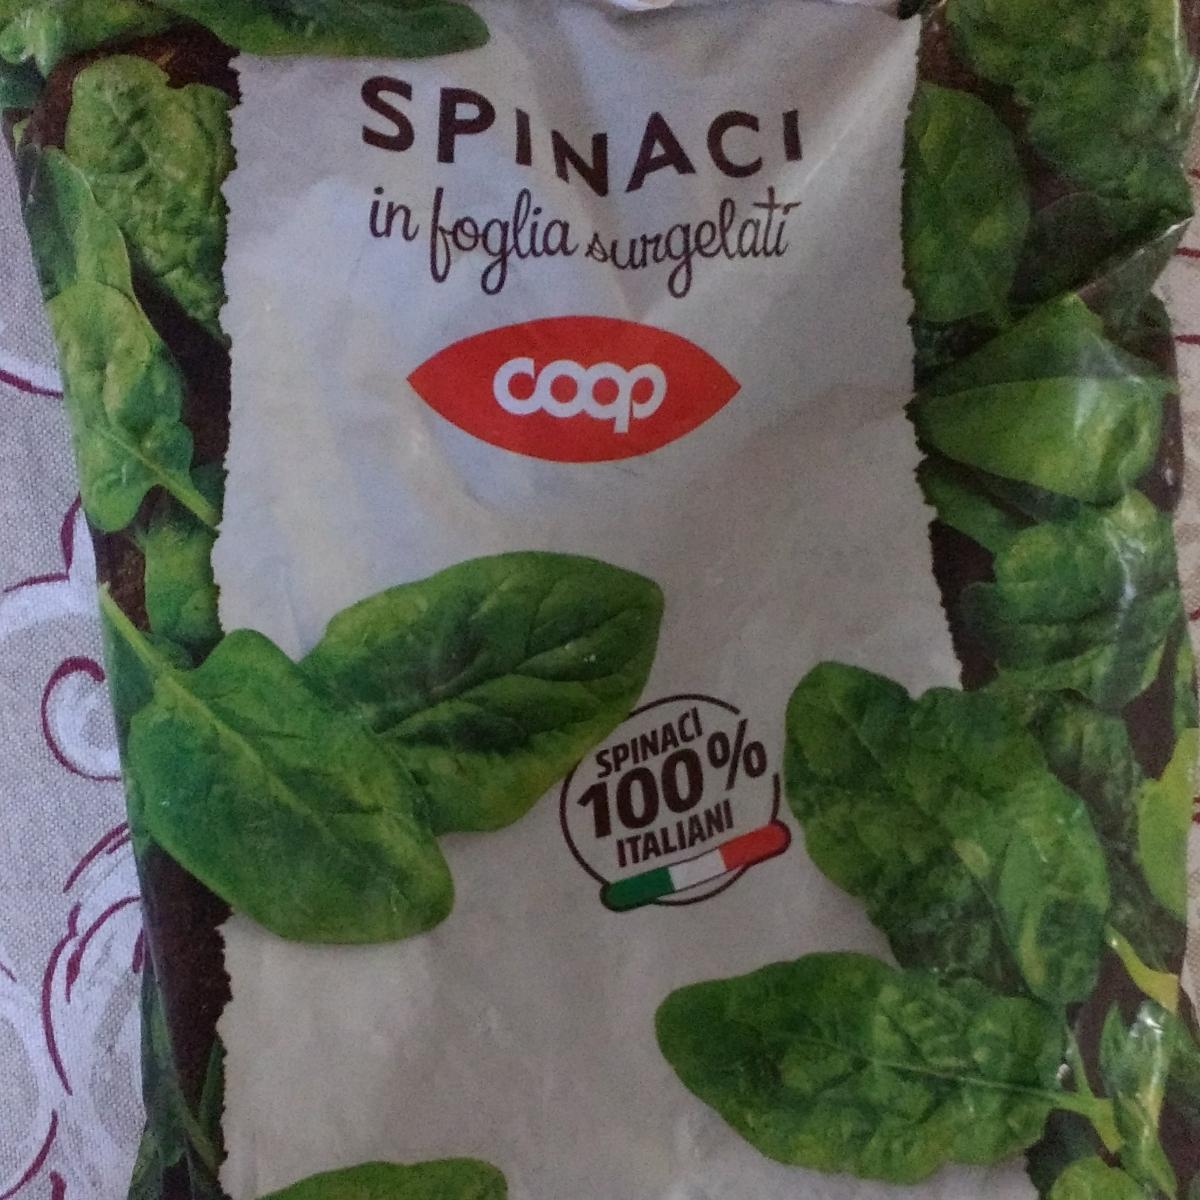 SPINACI
in foglia surgelati
coop
SPINACI
100%
ITALIANI